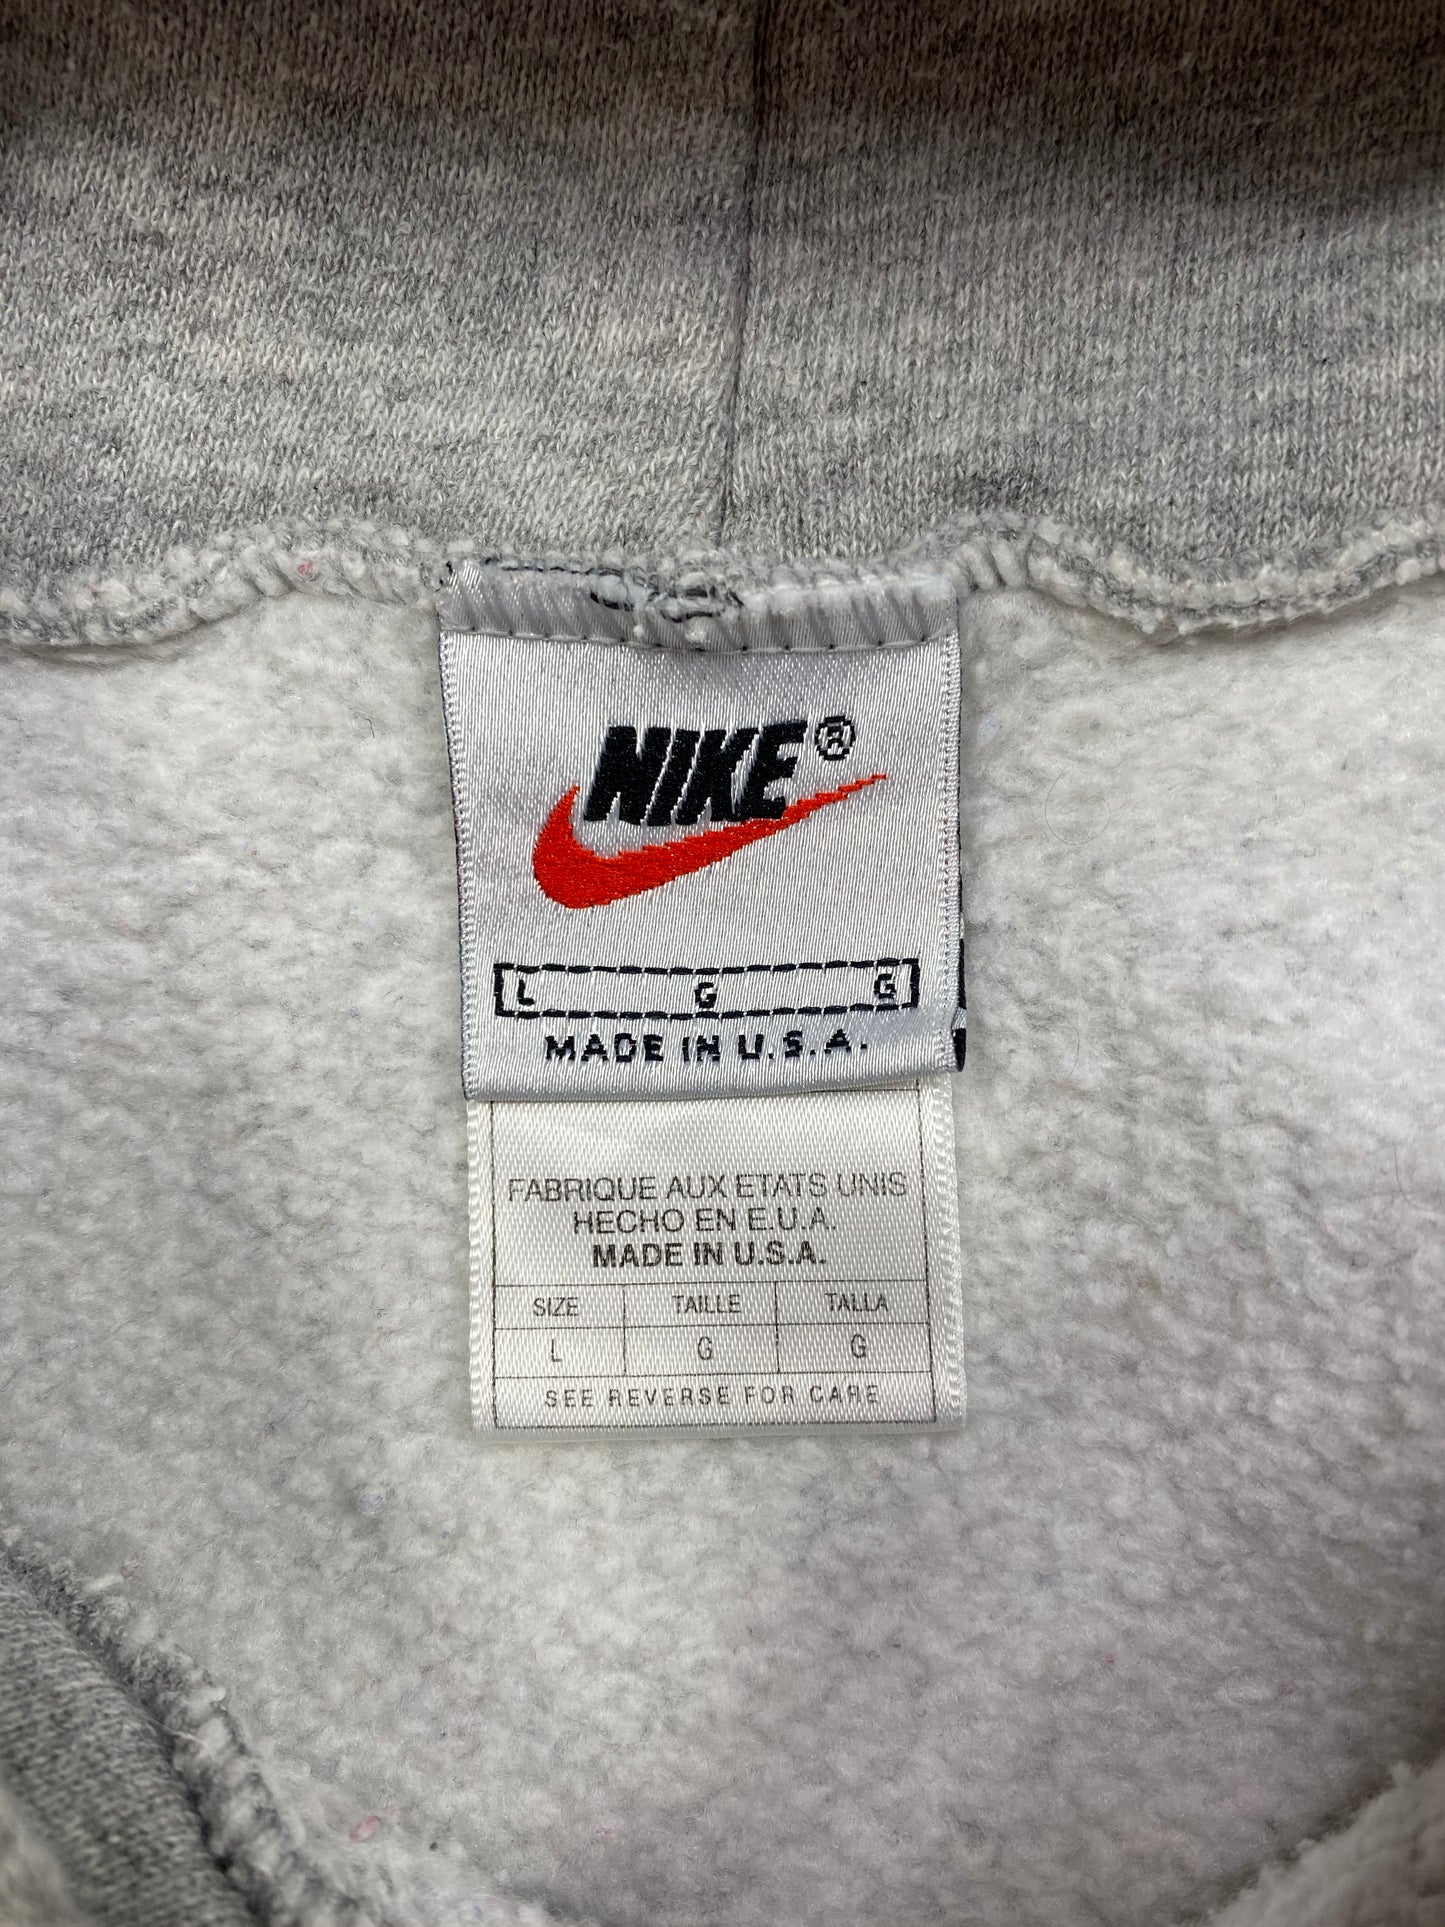 NIKE®
L G G
MADE IN U.S.A.
FABRIQUE AUX ETATS UNIS
HECHO EN E.U.A.
MADE IN U.S.A.
SIZE TAILLE TALLA
L G G
SEE REVERSE FOR CARE